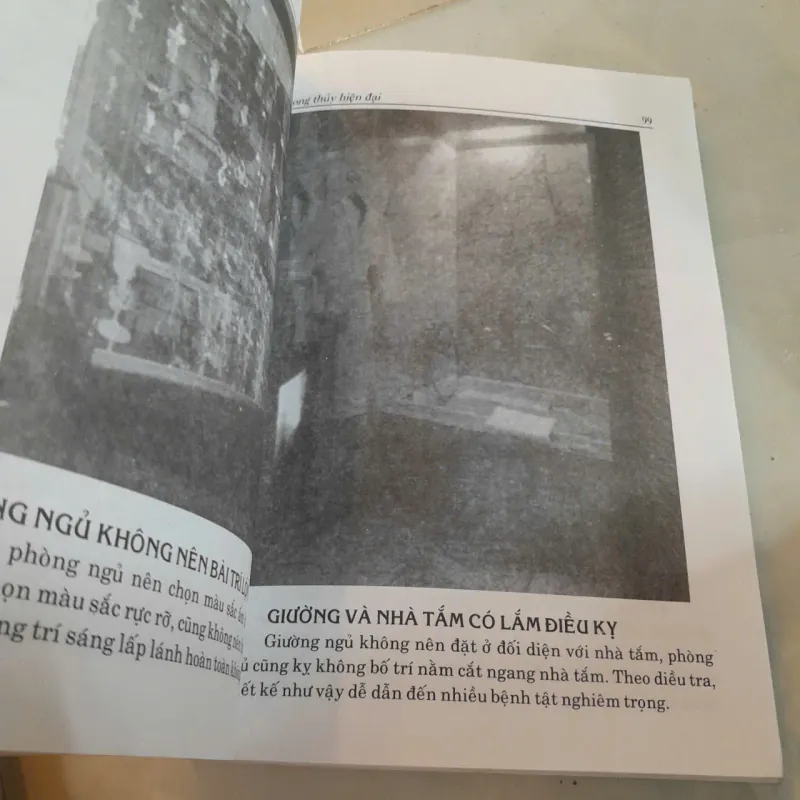 NG NGỦ KHÔNG NÊN BÀI TRÍ
phòng ngủ nên chọn màu sắc
ọn màu sắc rực rỡ, cũng không nên
ng trí sáng lấp lánh hoàn toàn
ong thủy hiện đại
99
GIƯỜNG VÀ NHÀ TẮM CÓ LẮM ĐIỀU KỴ
Giường ngủ không nên đặt ở đối diện với nhà tắm, phòng
ủ cũng kỵ không bố trí nằm cắt ngang nhà tắm. Theo điều tra,
ết kế như vậy dễ dẫn đến nhiều bệnh tật nghiêm trọng.